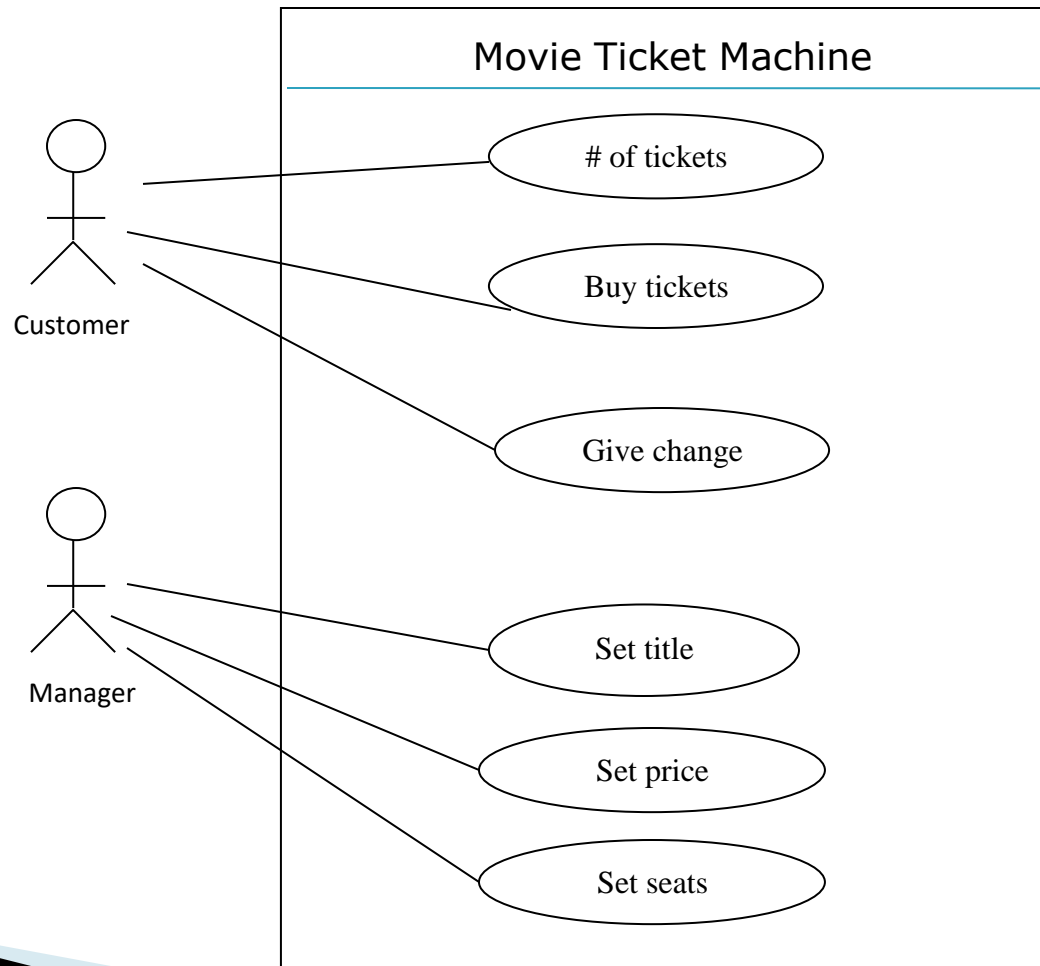 Movie Ticket Machine
# of tickets
Buy tickets
Customer
Give change
Set title
Manager
Set price
Set seats